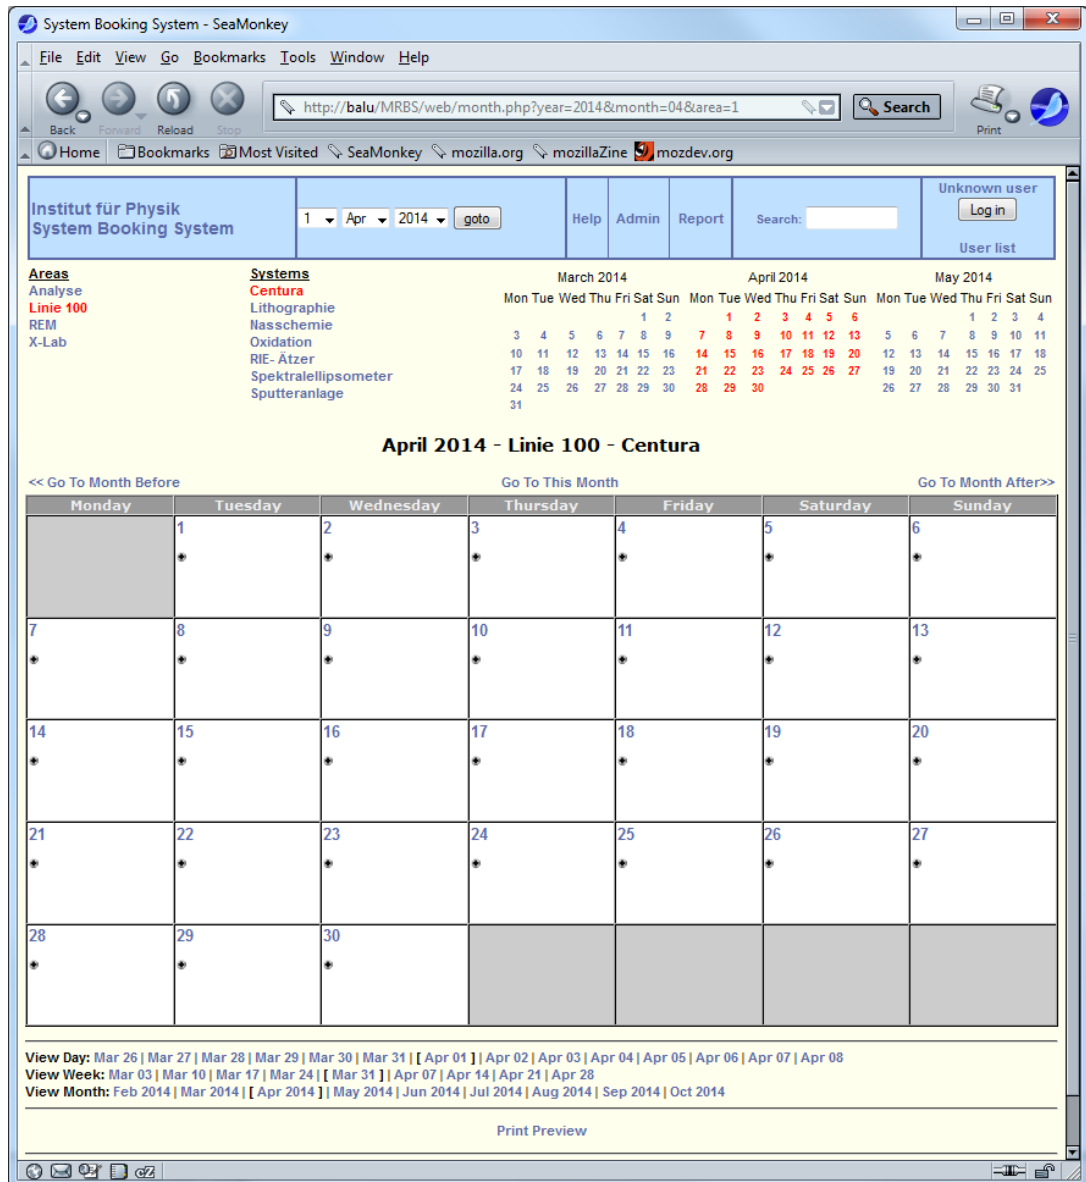 System Booking System - SeaMonkey
File Edit View Go Bookmarks Tools Window Help
http://balu/MRBS/web/month.php?year=2014&month=04&area=1 Search
Back Forward Reload Stop Print
Home Bookmarks Most Visited SeaMonkey mozilla.org mozillaZine mozdev.org
Institut für Physik
System Booking System
1 Apr 2014 goto
Help Admin Report Search:
Unknown user
Log in
User list
Areas
Analyse
Linie 100
REM
X-Lab
Systems
Centura
Lithographie
Nasschemie
Oxidation
RIE- Ätzer
Spektralellipsometer
Sputteranlage
March 2014
Mon Tue Wed Thu Fri Sat Sun
1 2
3 4 5 6 7 8 9
10 11 12 13 14 15 16
17 18 19 20 21 22 23
24 25 26 27 28 29 30
31
April 2014
Mon Tue Wed Thu Fri Sat Sun
1 2 3 4 5 6
7 8 9 10 11 12 13
14 15 16 17 18 19 20
21 22 23 24 25 26 27
28 29 30
May 2014
Mon Tue Wed Thu Fri Sat Sun
1 2 3 4
5 6 7 8 9 10 11
12 13 14 15 16 17 18
19 20 21 22 23 24 25
26 27 28 29 30 31
April 2014 - Linie 100 - Centura
<< Go To Month Before Go To This Month Go To Month After>>
Monday Tuesday Wednesday Thursday Friday Saturday Sunday
1 2 3 4 5 6
7 8 9 10 11 12 13
14 15 16 17 18 19 20
21 22 23 24 25 26 27
28 29 30
View Day: Mar 26 | Mar 27 | Mar 28 | Mar 29 | Mar 30 | Mar 31 | [ Apr 01 ] | Apr 02 | Apr 03 | Apr 04 | Apr 05 | Apr 06 | Apr 07 | Apr 08
View Week: Mar 03 | Mar 10 | Mar 17 | Mar 24 | [ Mar 31 ] | Apr 07 | Apr 14 | Apr 21 | Apr 28
View Month: Feb 2014 | Mar 2014 | [ Apr 2014 ] | May 2014 | Jun 2014 | Jul 2014 | Aug 2014 | Sep 2014 | Oct 2014
Print Preview